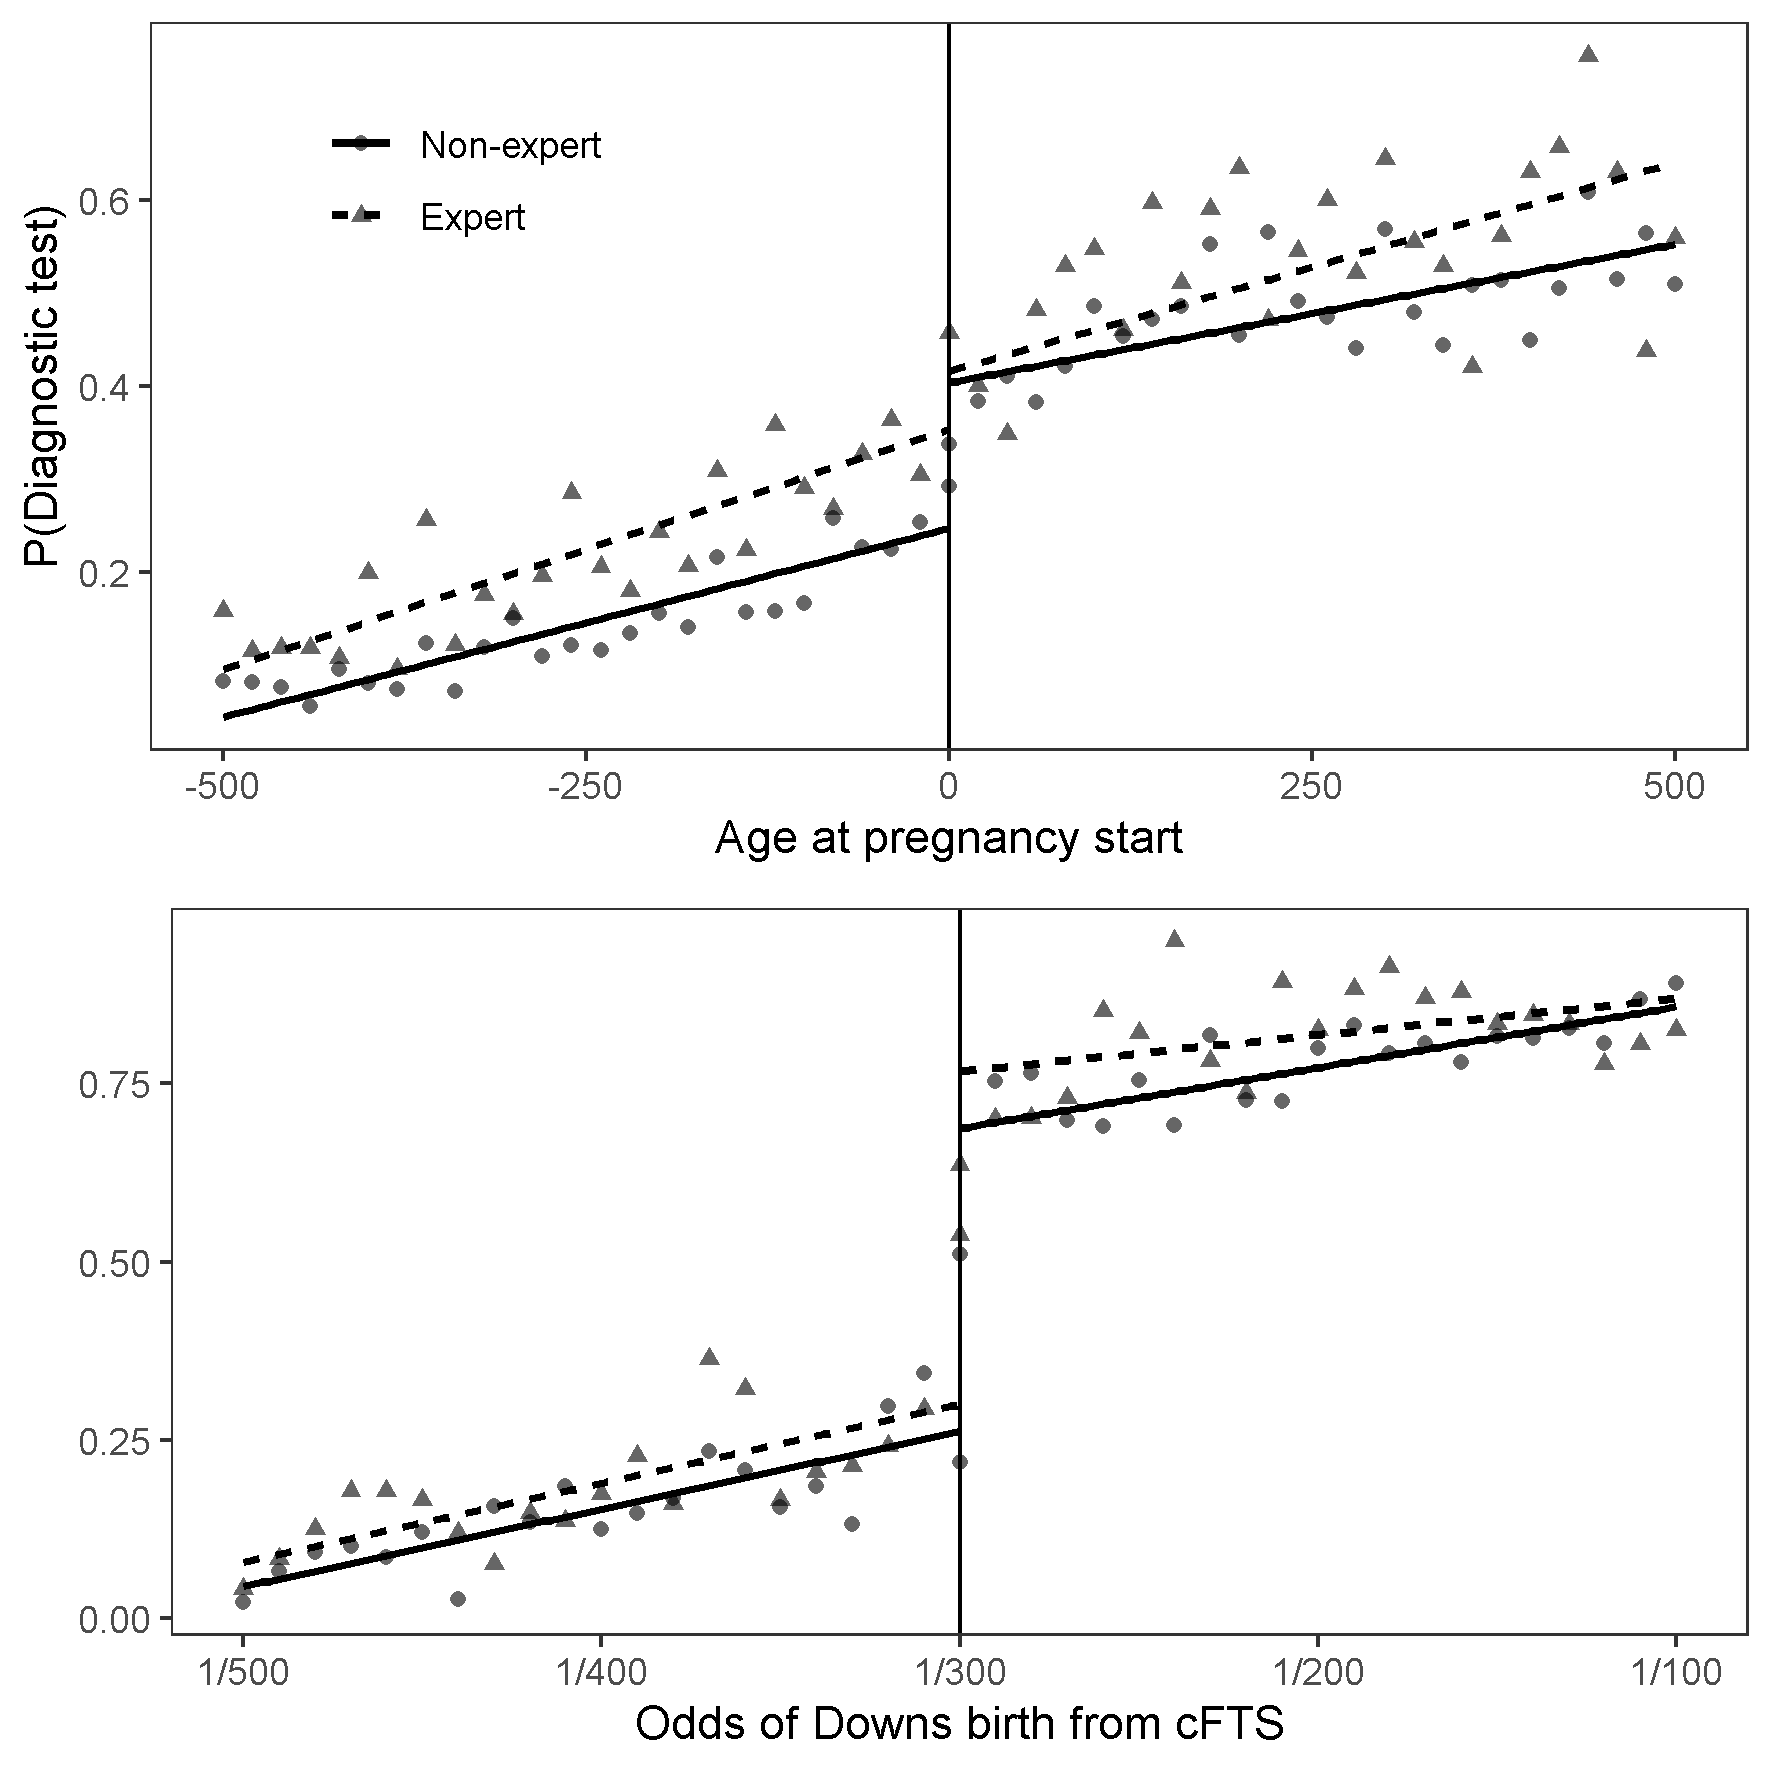 Non-expert
Expert
P(Diagnostic test)
0.6
0.4
0.2
-500 -250 0 250 500
Age at pregnancy start
0.75
0.50
0.25
0.00
1/500 1/400 1/300 1/200 1/100
Odds of Downs birth from cFTS